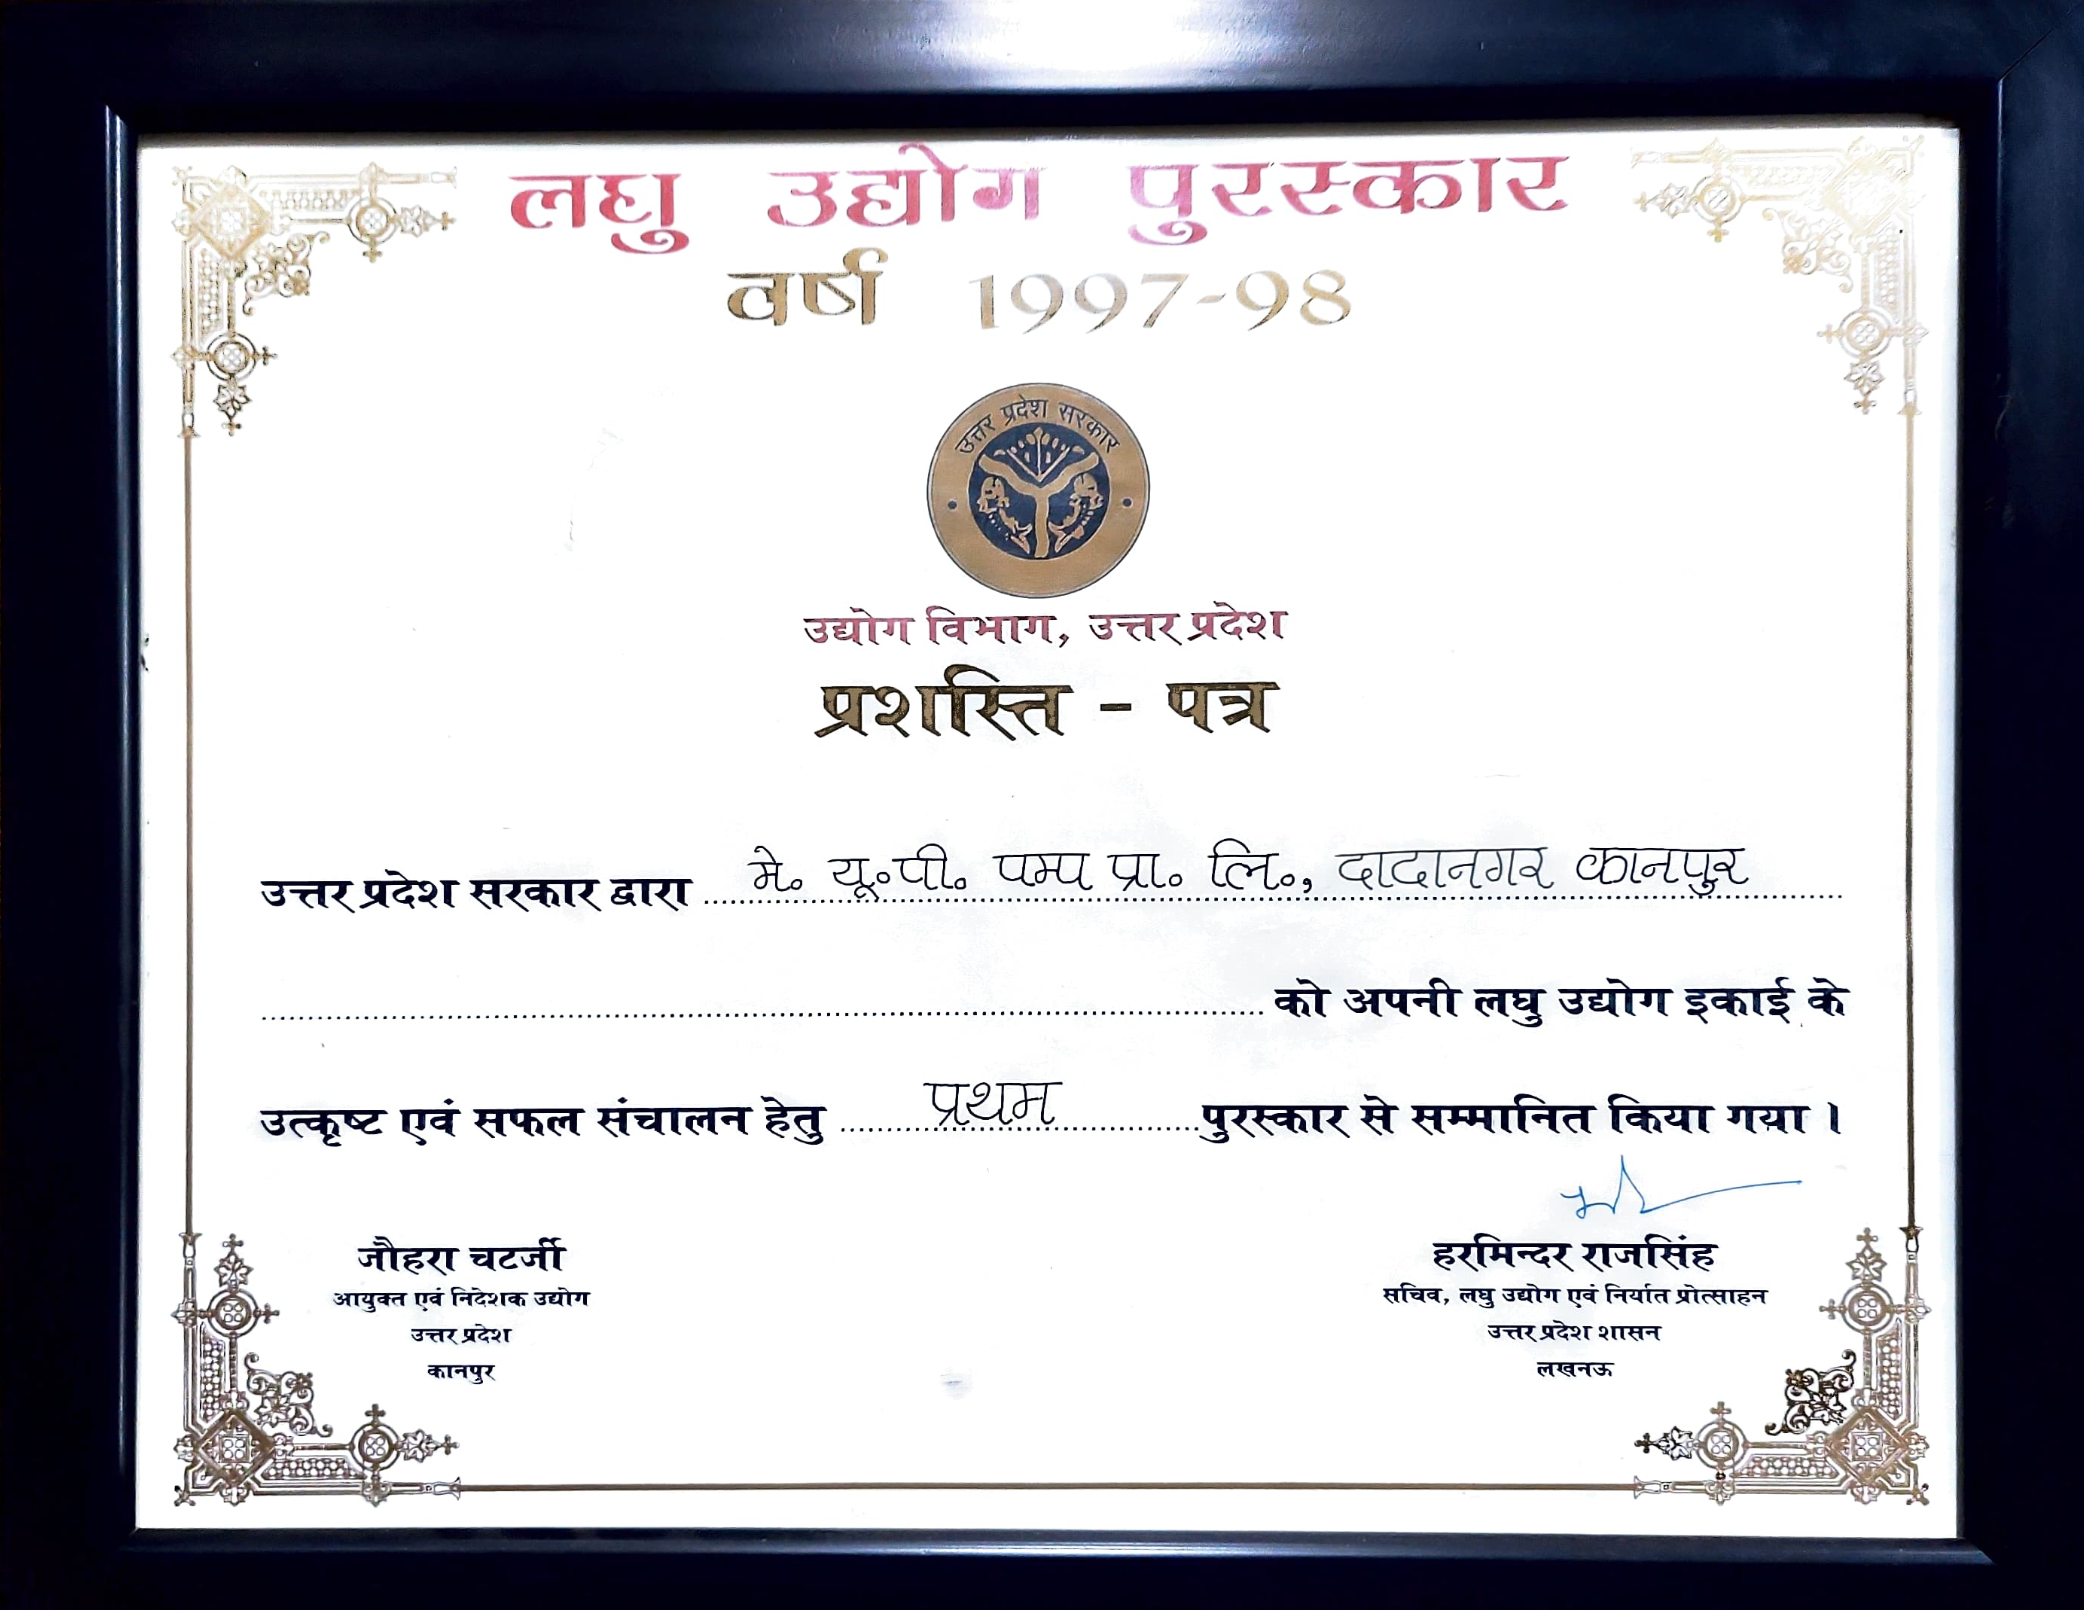 लघु उद्योग पुरस्कार
वर्ष 1997-98
उत्तर प्रदेश सरकार
उद्योग विभाग, उत्तर प्रदेश
प्रशस्ति - पत्र
उत्तर प्रदेश सरकार द्वारा मे. यू.पी. पम्प प्रा. लि., दादानगर कानपुर
को अपनी लघु उद्योग इकाई के
उत्कृष्ट एवं सफल संचालन हेतु प्रथम पुरस्कार से सम्मानित किया गया ।
जौहरा चटर्जी
आयुक्त एवं निदेशक उद्योग
उत्तर प्रदेश
कानपुर
हरमिन्दर राजसिंह
सचिव, लघु उद्योग एवं निर्यात प्रोत्साहन
उत्तर प्रदेश शासन
लखनऊ